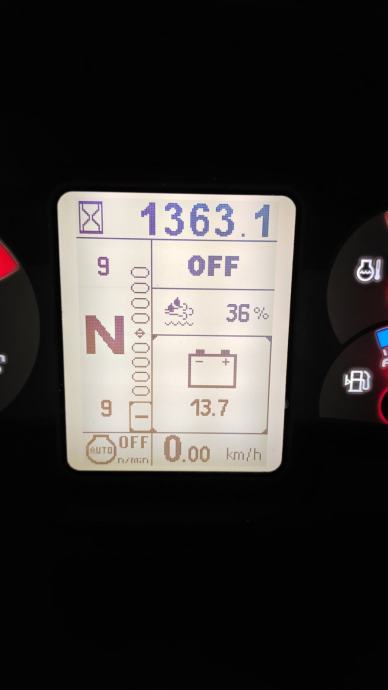 1363.1
9 OFF
36 %
N
13.7
9
AUTO OFF
n/min
0.00 km/h